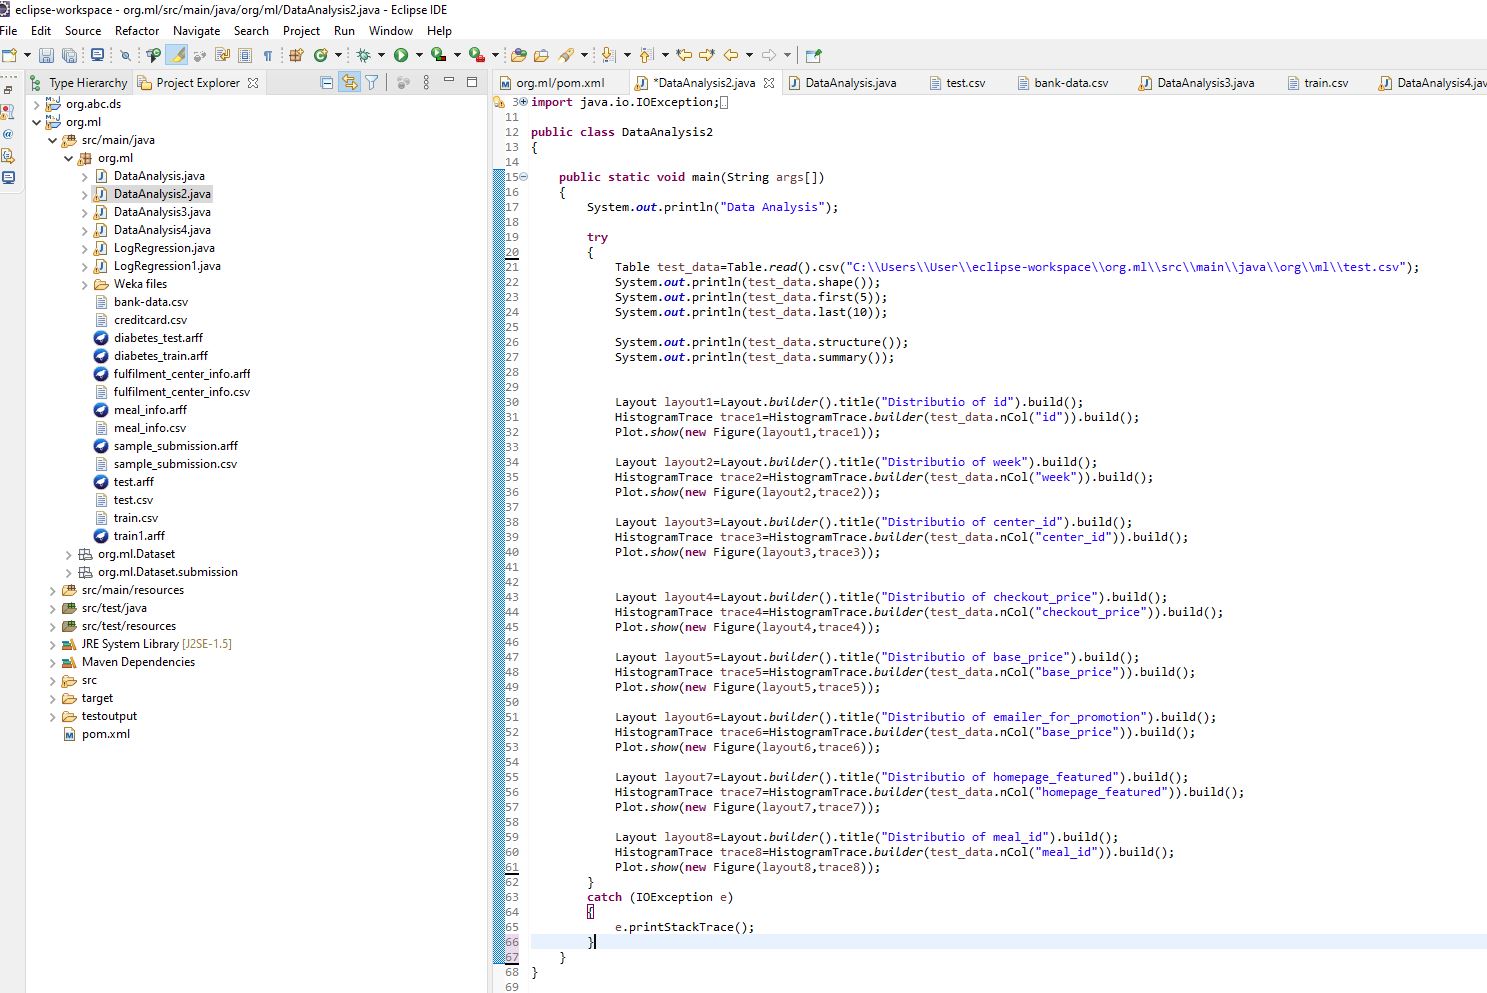 eclipse-workspace - org.ml/src/main/java/org/ml/DataAnalysis2.java - Eclipse IDE
File Edit Source Refactor Navigate Search Project Run Window Help
Type Hierarchy Project Explorer
org.abc.ds
org.ml
src/main/java
org.ml
DataAnalysis.java
DataAnalysis2.java
DataAnalysis3.java
DataAnalysis4.java
LogRegression.java
LogRegression1.java
Weka files
bank-data.csv
creditcard.csv
diabetes_test.arff
diabetes_train.arff
fulfilment_center_info.arff
fulfilment_center_info.csv
meal_info.arff
meal_info.csv
sample_submission.arff
sample_submission.csv
test.arff
test.csv
train.csv
train1.arff
org.ml.Dataset
org.ml.Dataset.submission
src/main/resources
src/test/java
src/test/resources
JRE System Library [J2SE-1.5]
Maven Dependencies
src
target
testoutput
pom.xml
org.ml/pom.xml *DataAnalysis2.java DataAnalysis.java test.csv bank-data.csv DataAnalysis3.java train.csv DataAnalysis4.jav
3 import java.io.IOException;
11
12 public class DataAnalysis2
13 {
14
15 public static void main(String args[])
16 {
17 System.out.println("Data Analysis");
18
19 try
20 {
21 Table test_data=Table.read().csv("C:\\Users\\User\\eclipse-workspace\\org.ml\\src\\main\\java\\org\\ml\\test.csv");
22 System.out.println(test_data.shape());
23 System.out.println(test_data.first(5));
24 System.out.println(test_data.last(10));
25
26 System.out.println(test_data.structure());
27 System.out.println(test_data.summary());
28
29
30 Layout layout1=Layout.builder().title("Distributio of id").build();
31 HistogramTrace trace1=HistogramTrace.builder(test_data.nCol("id")).build();
32 Plot.show(new Figure(layout1,trace1));
33
34 Layout layout2=Layout.builder().title("Distributio of week").build();
35 HistogramTrace trace2=HistogramTrace.builder(test_data.nCol("week")).build();
36 Plot.show(new Figure(layout2,trace2));
37
38 Layout layout3=Layout.builder().title("Distributio of center_id").build();
39 HistogramTrace trace3=HistogramTrace.builder(test_data.nCol("center_id")).build();
40 Plot.show(new Figure(layout3,trace3));
41
42
43 Layout layout4=Layout.builder().title("Distributio of checkout_price").build();
44 HistogramTrace trace4=HistogramTrace.builder(test_data.nCol("checkout_price")).build();
45 Plot.show(new Figure(layout4,trace4));
46
47 Layout layout5=Layout.builder().title("Distributio of base_price").build();
48 HistogramTrace trace5=HistogramTrace.builder(test_data.nCol("base_price")).build();
49 Plot.show(new Figure(layout5,trace5));
50
51 Layout layout6=Layout.builder().title("Distributio of emailer_for_promotion").build();
52 HistogramTrace trace6=HistogramTrace.builder(test_data.nCol("base_price")).build();
53 Plot.show(new Figure(layout6,trace6));
54
55 Layout layout7=Layout.builder().title("Distributio of homepage_featured").build();
56 HistogramTrace trace7=HistogramTrace.builder(test_data.nCol("homepage_featured")).build();
57 Plot.show(new Figure(layout7,trace7));
58
59 Layout layout8=Layout.builder().title("Distributio of meal_id").build();
60 HistogramTrace trace8=HistogramTrace.builder(test_data.nCol("meal_id")).build();
61 Plot.show(new Figure(layout8,trace8));
62 }
63 catch (IOException e)
64 {
65 e.printStackTrace();
66 }
67 }
68 }
69